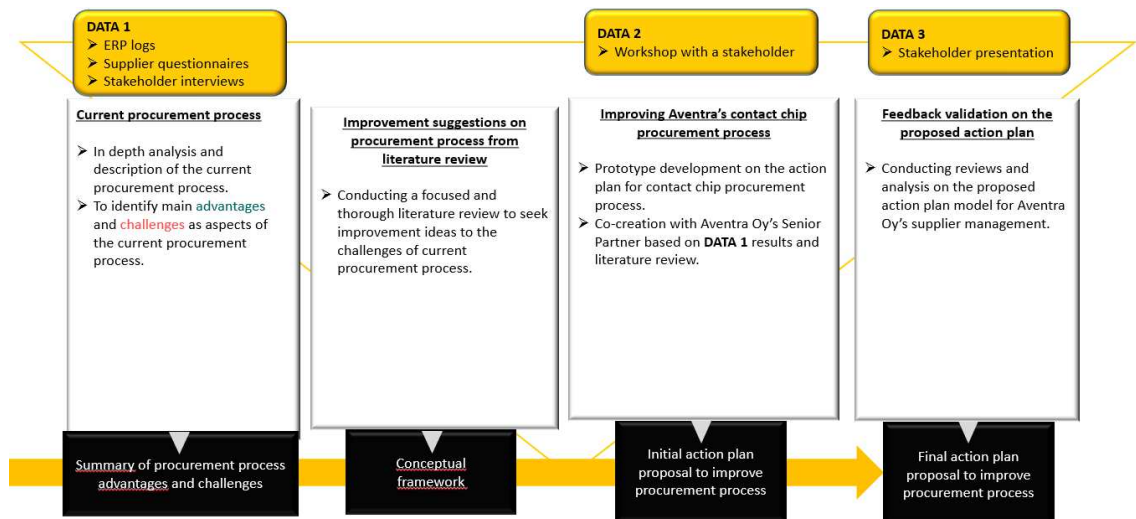 DATA 1
➢ ERP logs
➢ Supplier questionnaires
➢ Stakeholder interviews
DATA 2
➢ Workshop with a stakeholder
DATA 3
➢ Stakeholder presentation
Current procurement process
➢ In depth analysis and
description of the current
procurement process.
➢ To identify main advantages
and challenges as aspects of
the current procurement
process.
Summary of procurement process
advantages and challenges
Improvement suggestions on
procurement process from
literature review
➢ Conducting a focused and
thorough literature review to seek
improvement ideas to the
challenges of current
procurement process.
Conceptual
framework
Improving Aventra's contact chip
procurement process
➢ Prototype development on the action
plan for contact chip procurement
process.
➢ Co-creation with Aventra Oy's Senior
Partner based on DATA 1 results and
literature review.
Initial action plan
proposal to improve
procurement process
Feedback validation on the
proposed action plan
➢ Conducting reviews and
analysis on the proposed
action plan model for Aventra
Oy's supplier management.
Final action plan
proposal to improve
procurement process